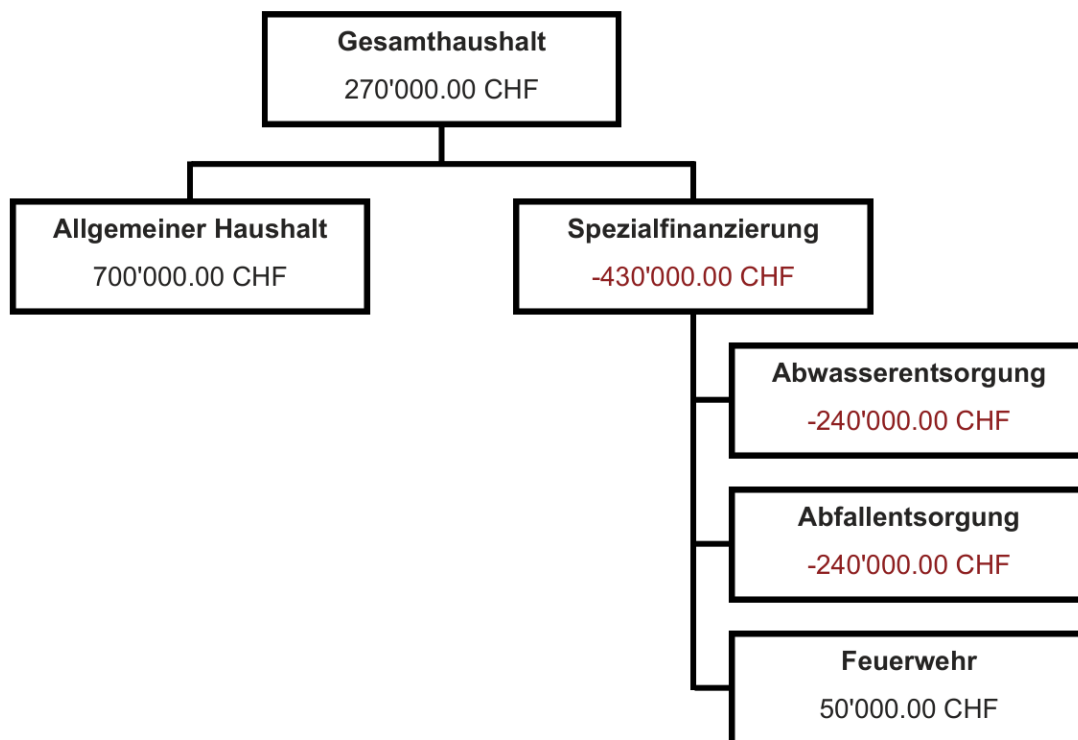 Gesamthaushalt
270'000.00 CHF
Allgemeiner Haushalt
700'000.00 CHF
Spezialfinanzierung
-430'000.00 CHF
Abwasserentsorgung
-240'000.00 CHF
Abfallentsorgung
-240'000.00 CHF
Feuerwehr
50'000.00 CHF